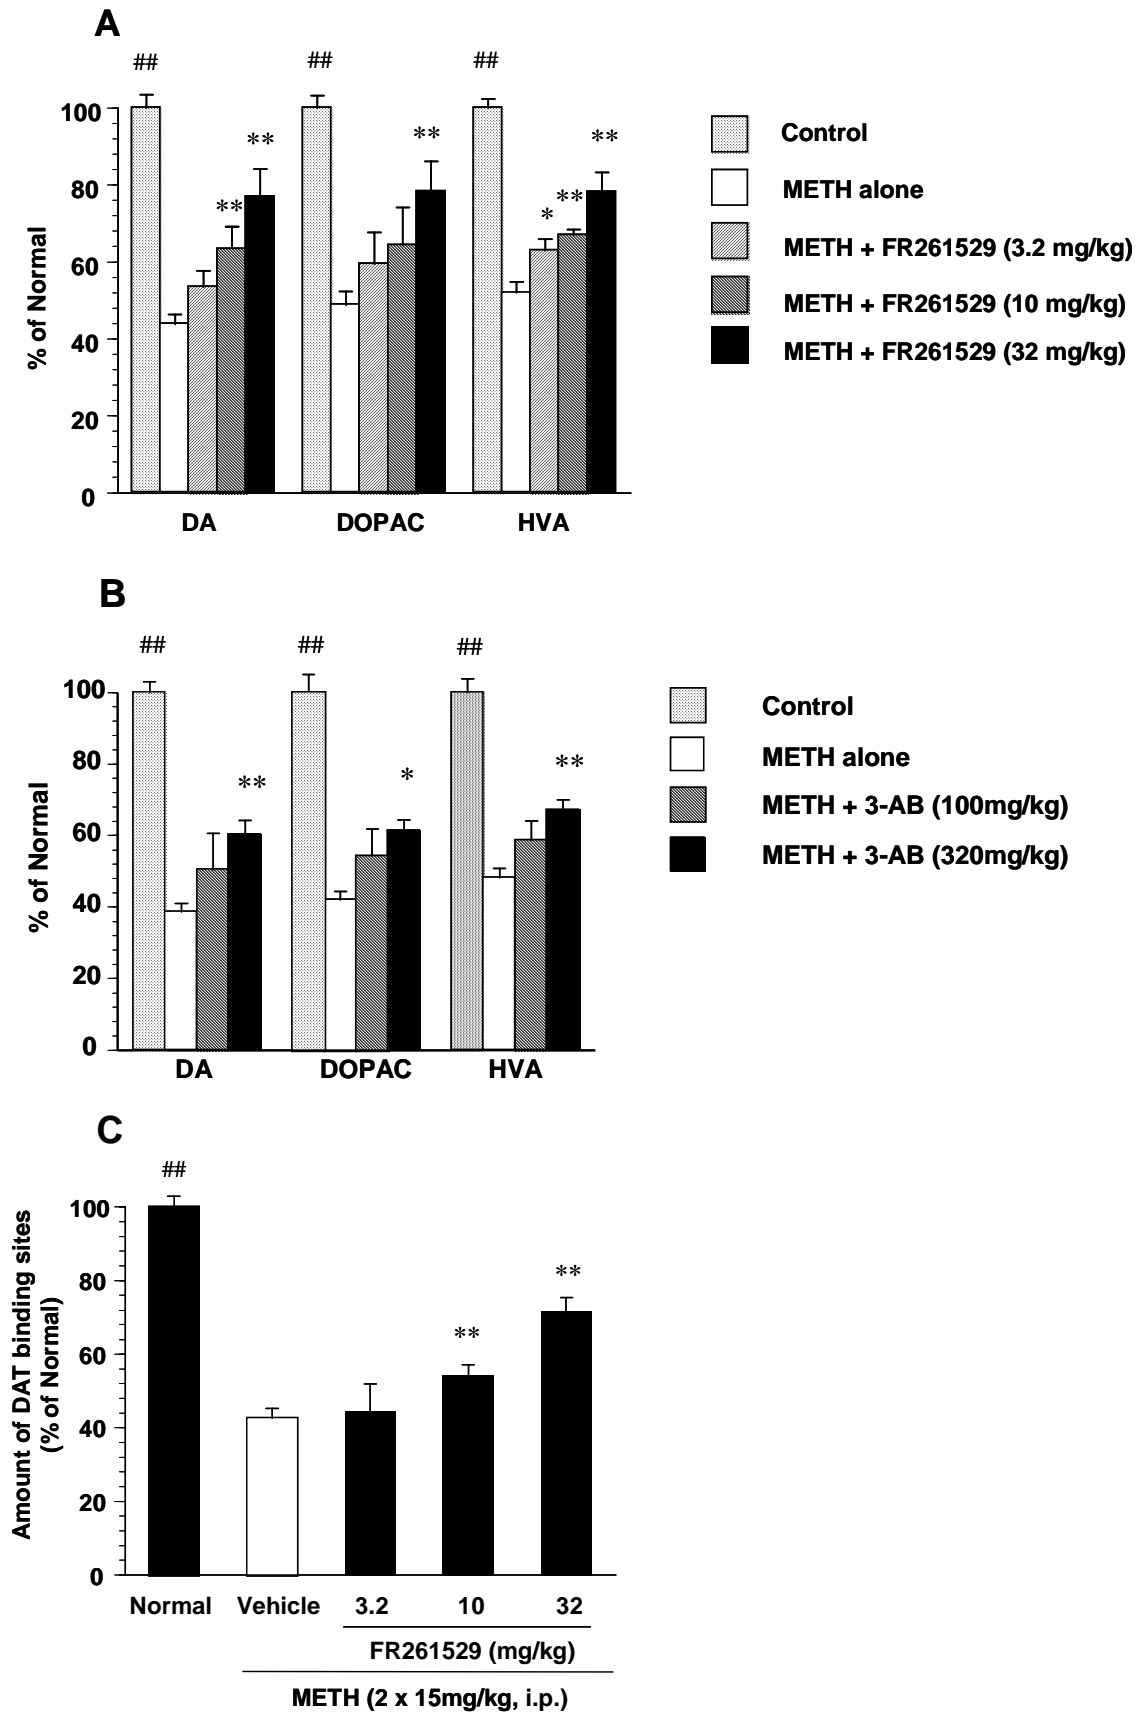 A
##
##
##
**
**
**
**
*
**
100
80
60
40
20
0
% of Normal
DA
DOPAC
HVA
Control
METH alone
METH + FR261529 (3.2 mg/kg)
METH + FR261529 (10 mg/kg)
METH + FR261529 (32 mg/kg)
B
##
##
##
**
*
**
100
80
60
40
20
0
% of Normal
DA
DOPAC
HVA
Control
METH alone
METH + 3-AB (100mg/kg)
METH + 3-AB (320mg/kg)
C
##
**
**
100
80
60
40
20
0
Amount of DAT binding sites
(% of Normal)
Normal
Vehicle
3.2
10
32
FR261529 (mg/kg)
METH (2 x 15mg/kg, i.p.)